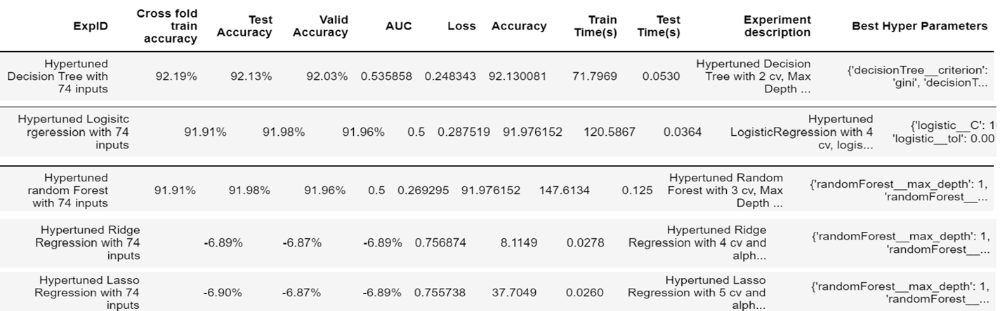 ExpID Cross fold train accuracy Test Accuracy Valid Accuracy AUC Loss Accuracy Train Time(s) Test Time(s) Experiment description Best Hyper Parameters
Hypertuned Decision Tree with 74 inputs 92.19% 92.13% 92.03% 0.535858 0.248343 92.130081 71.7969 0.0530 Hypertuned Decision Tree with 2 cv, Max Depth ... {'decisionTree__criterion': 'gini', 'decisionT...
Hypertuned Logisitc rgeression with 74 inputs 91.91% 91.98% 91.96% 0.5 0.287519 91.976152 120.5867 0.0364 Hypertuned LogisticRegression with 4 cv, logis... {'logistic__C': 1 'logistic__tol': 0.00
Hypertuned random Forest with 74 inputs 91.91% 91.98% 91.96% 0.5 0.269295 91.976152 147.6134 0.125 Hypertuned Random Forest with 3 cv, Max Depth ... {'randomForest__max_depth': 1, 'randomForest__...
Hypertuned Ridge Regression with 74 inputs -6.89% -6.87% -6.89% 0.756874 8.1149 0.0278 Hypertuned Ridge Regression with 4 cv and alph... {'randomForest__max_depth': 1, 'randomForest__...
Hypertuned Lasso Regression with 74 inputs -6.90% -6.87% -6.89% 0.755738 37.7049 0.0260 Hypertuned Lasso Regression with 5 cv and alph... {'randomForest__max_depth': 1, 'randomForest__...